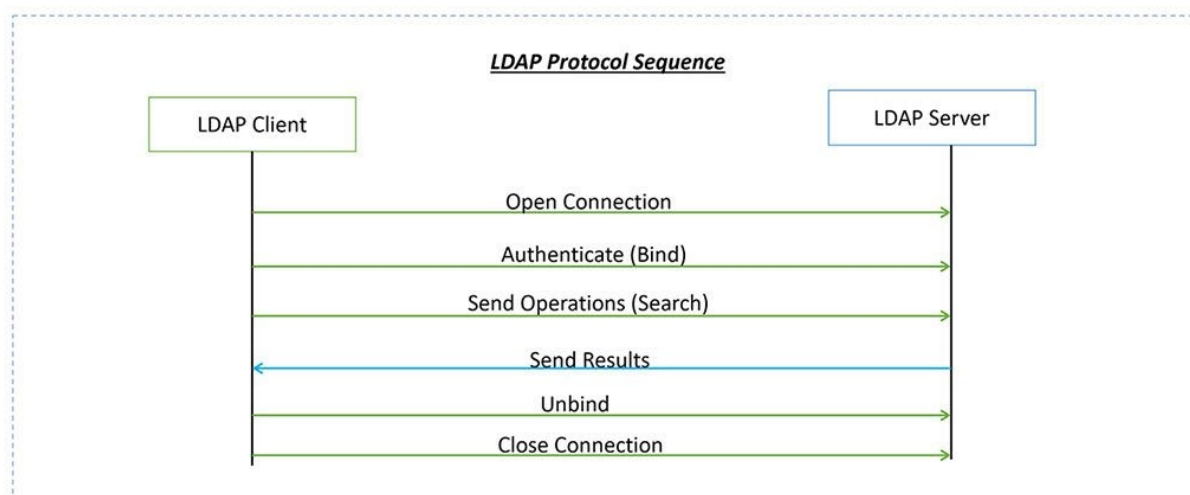 LDAP Protocol Sequence
LDAP Client
LDAP Server
Open Connection
Authenticate (Bind)
Send Operations (Search)
Send Results
Unbind
Close Connection